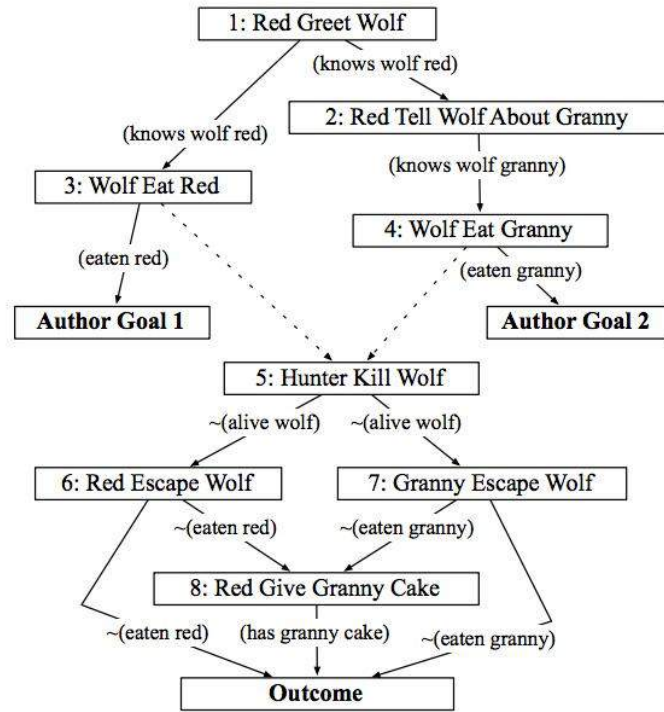 1: Red Greet Wolf
(knows wolf red)
2: Red Tell Wolf About Granny
(knows wolf red)
(knows wolf granny)
3: Wolf Eat Red
4: Wolf Eat Granny
(eaten red)
(eaten granny)
Author Goal 1
Author Goal 2
5: Hunter Kill Wolf
~(alive wolf)
~(alive wolf)
6: Red Escape Wolf
7: Granny Escape Wolf
~(eaten red)
~(eaten granny)
8: Red Give Granny Cake
~(eaten red)
(has granny cake)
~(eaten granny)
Outcome